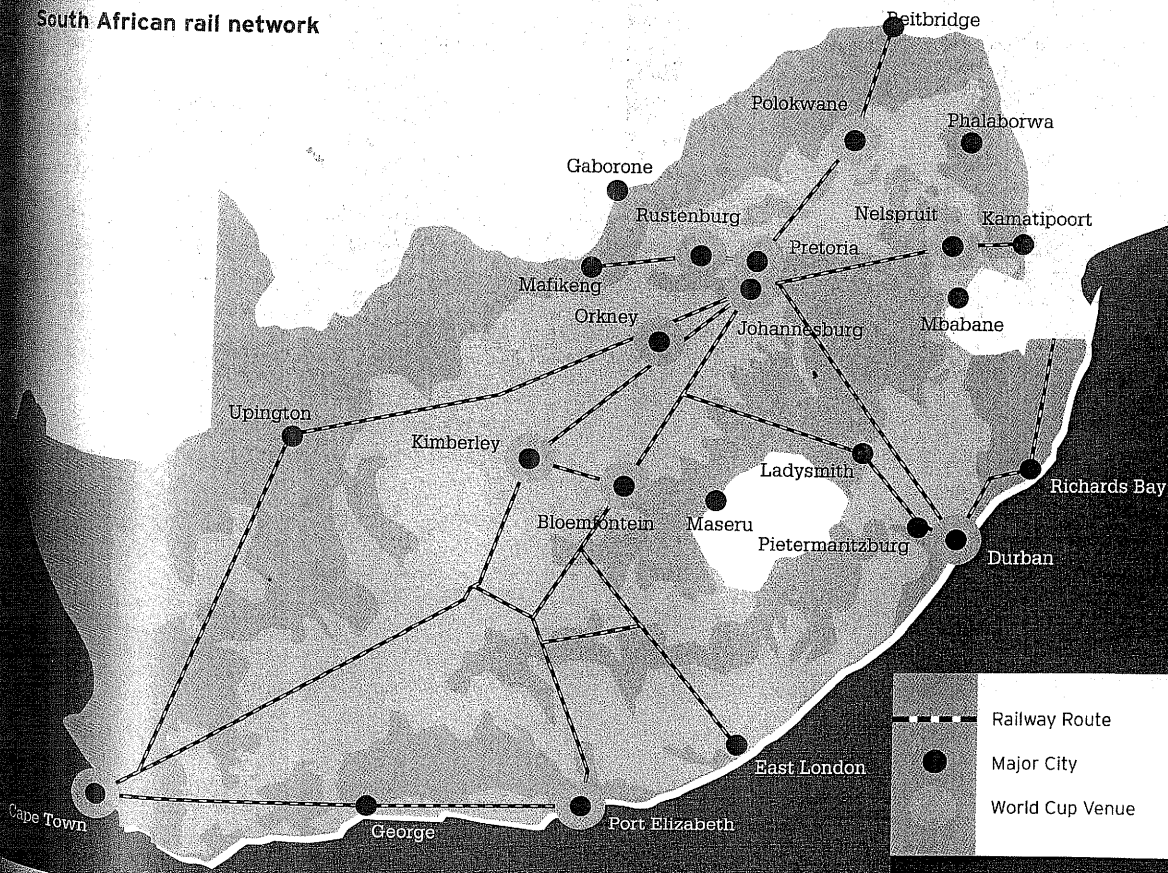 South African rail network
Beitbridge
Polokwane
Phalaborwa
Gaborone
Rustenburg
Nelspruit
Kamatipoort
Pretoria
Mafikeng
Orkney
Johannesburg
Mbabane
Upington
Kimberley
Ladysmith
Richards Bay
Bloemfontein
Maseru
Pietermantzburg
Durban
Railway Route
Major City
East London
World Cup Venue
Cape Town
George
Port Elizabeth